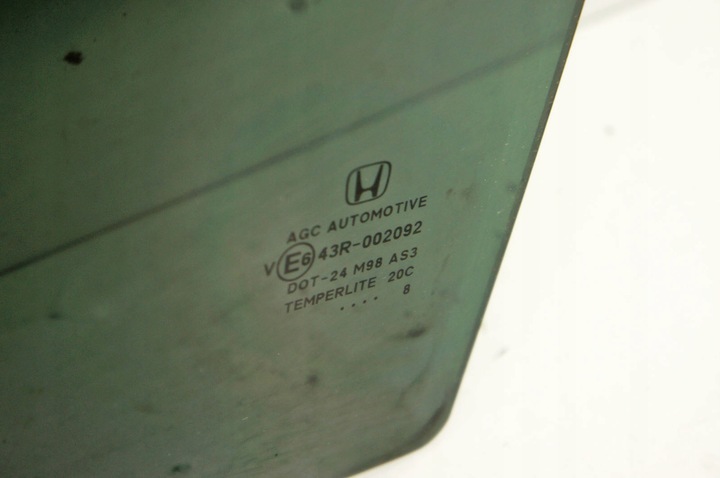 AGC AUTOMOTIVE
V E6 43R-002092
DOT-24 M98 AS3
TEMPERLITE 20C
.... 8